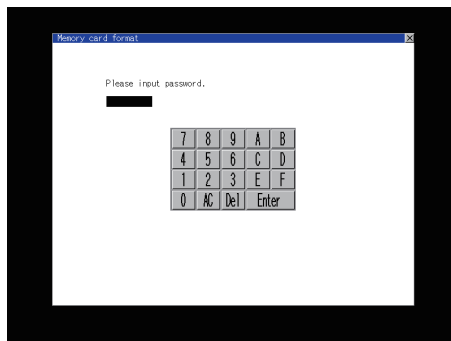 Memory card format
Please input password.
7 8 9 A B
4 5 6 C D
1 2 3 E F
0 AC Del Enter